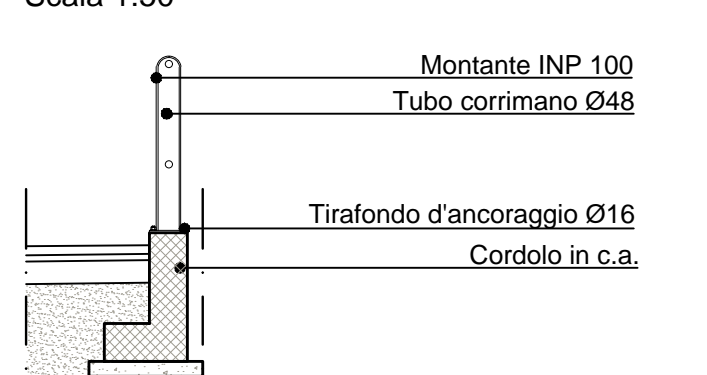 Scala 1:50
Montante INP 100
Tubo corrimano Ø48
Tirafondo d'ancoraggio Ø16
Cordolo in c.a.